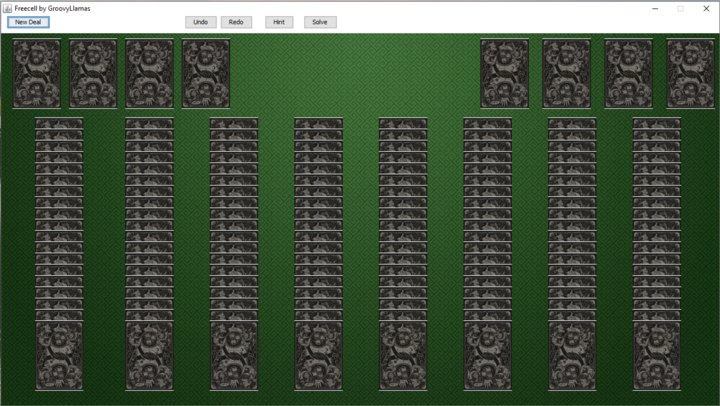 Freecell by GroovyLlamas
New Deal Undo Redo Hint Solve